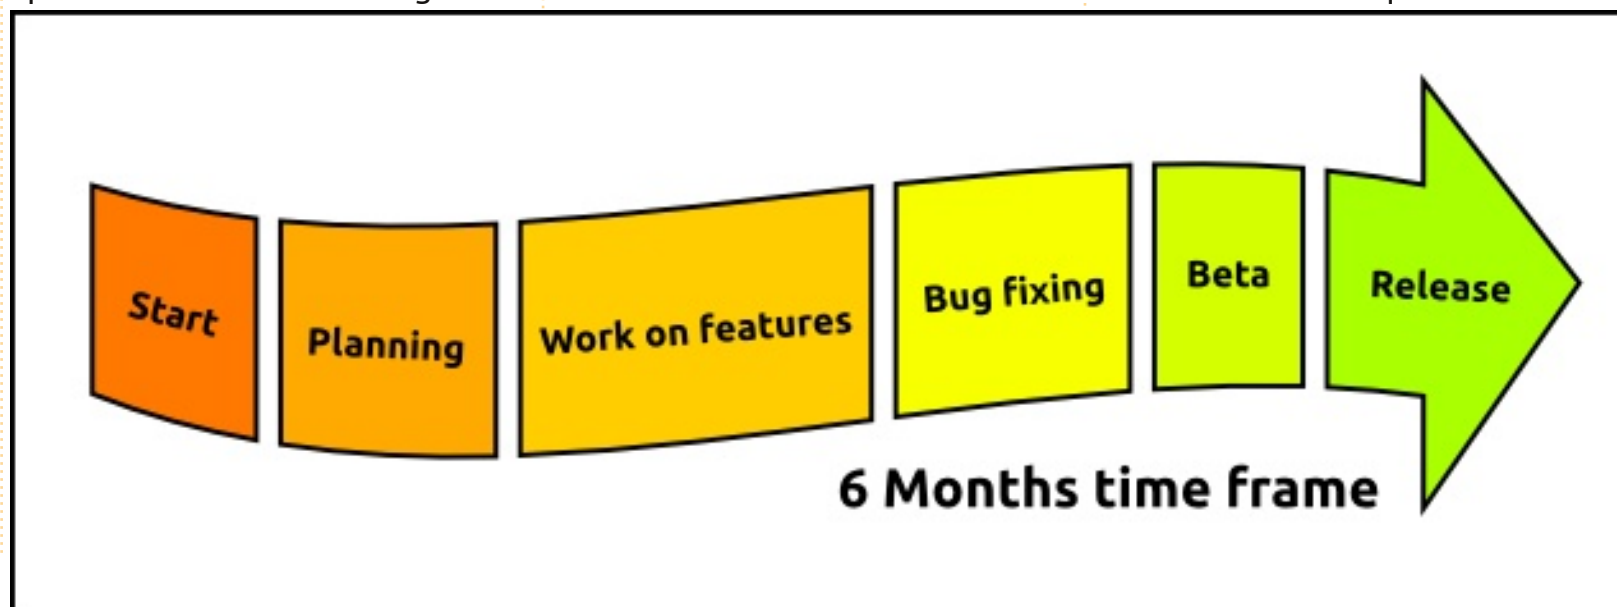 Start
Planning
Work on features
Bug fixing
Beta
Release
6 Months time frame